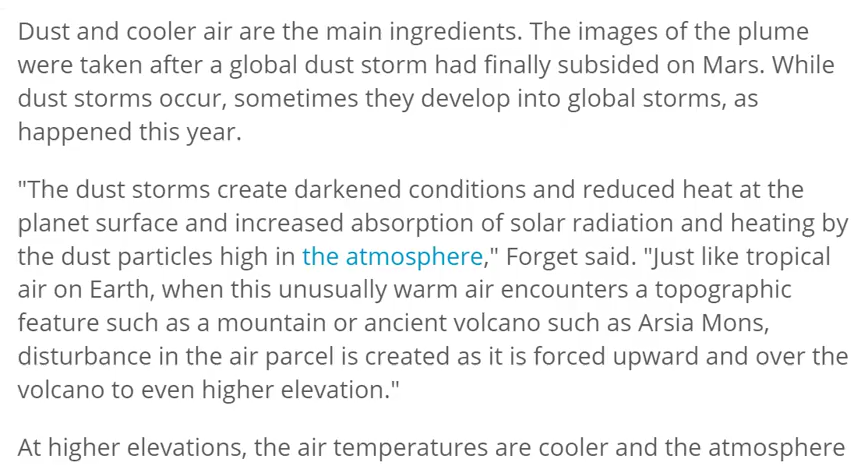 Dust and cooler air are the main ingredients. The images of the plume
were taken after a global dust storm had finally subsided on Mars. While
dust storms occur, sometimes they develop into global storms, as
happened this year.
"The dust storms create darkened conditions and reduced heat at the
planet surface and increased absorption of solar radiation and heating by
the dust particles high in the atmosphere," Forget said. "Just like tropical
air on Earth, when this unusually warm air encounters a topographic
feature such as a mountain or ancient volcano such as Arsia Mons,
disturbance in the air parcel is created as it is forced upward and over the
volcano to even higher elevation."
At higher elevations, the air temperatures are cooler and the atmosphere